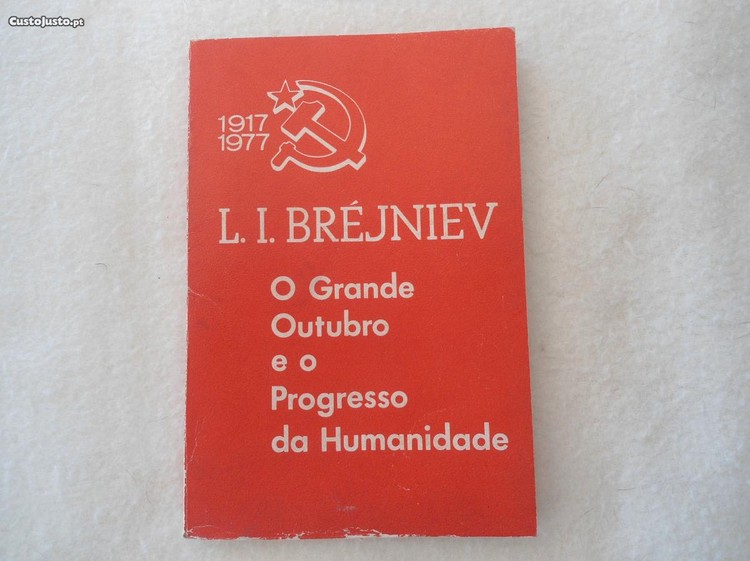 CustoJusto.pt
1917
1977
L. I. BRÉJNIEV
O Grande
Outubro
e o
Progresso
da Humanidade